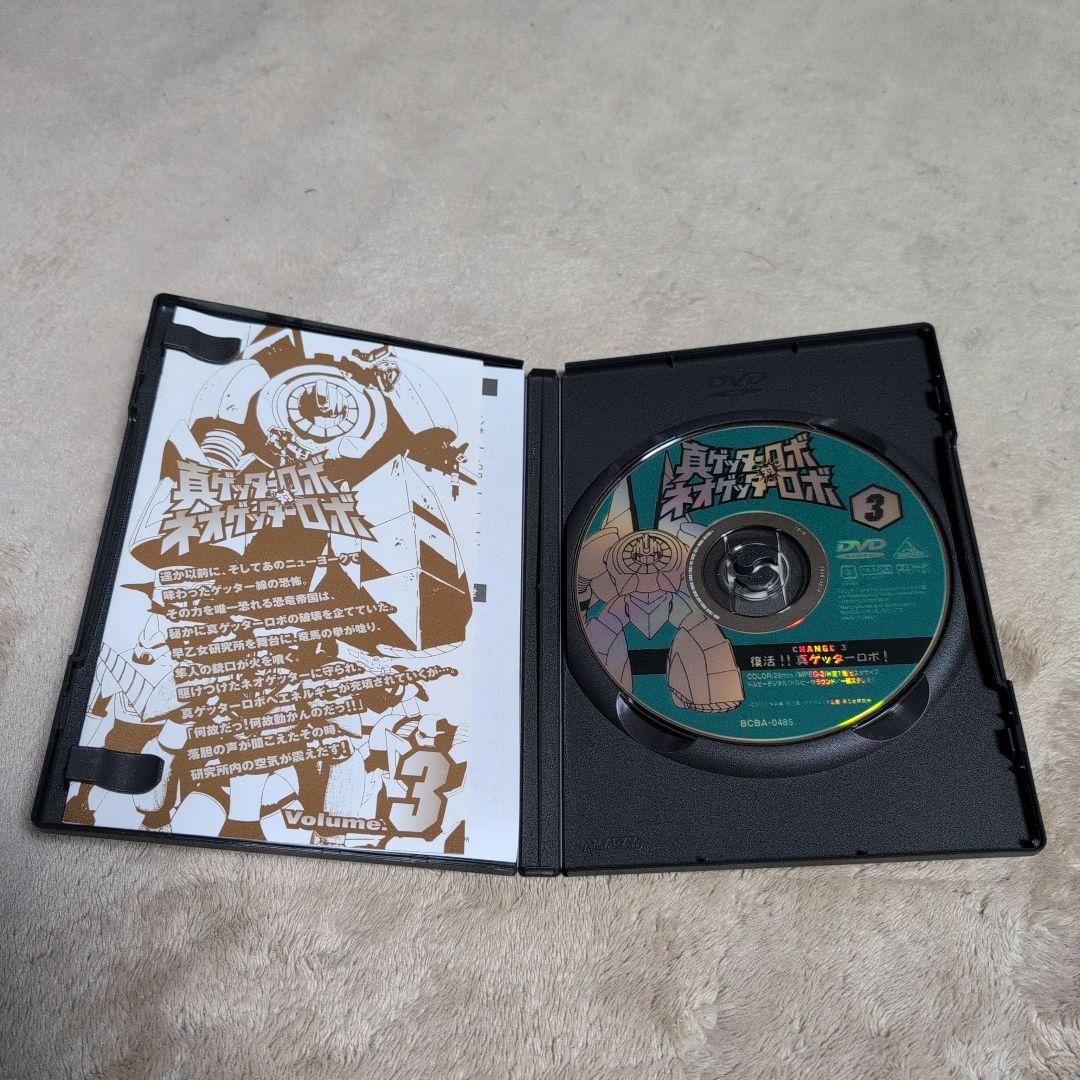 真ゲッターロボ
対
ネオゲッターロボ
遥か以前に、そしてあのニューヨークで
味わったゲッター線の恐怖。
その力を唯一恐れる恐竜帝国は、
秘かに真ゲッターロボの破壊を企てていた。
早乙女研究所を舞台に、竜馬の拳が唸り、
隼人の銃口が火を噴く。
駆けつけたネオゲッターに守られ、
真ゲッターロボへエネルギーが充填されていくが…、
「何故だっ!何故動かんのだっ!!」
落胆の声が聞こえたその時、
研究所内の空気が震えだす!
Volume. 3
DVD
真ゲッターロボ
対
ネオゲッターロボ
3
DVD
CHANGE 3
復活!! 真ゲッターロボ!
COLOR/28min./MPEG-2/
BCBA-0485